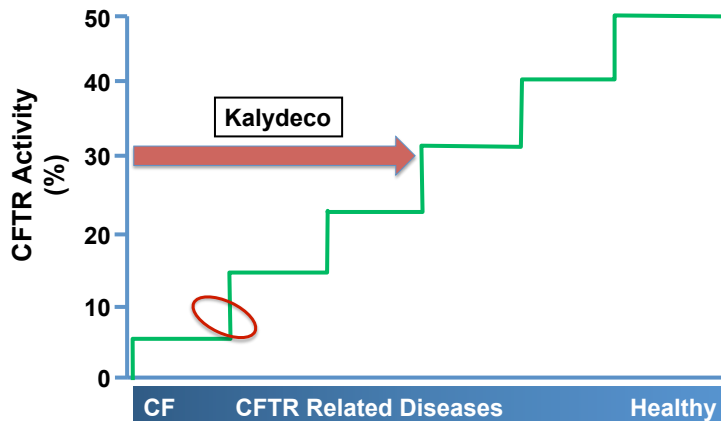 50
40
30
20
10
0
CFTR Activity
(%)
Kalydeco
CF CFTR Related Diseases Healthy